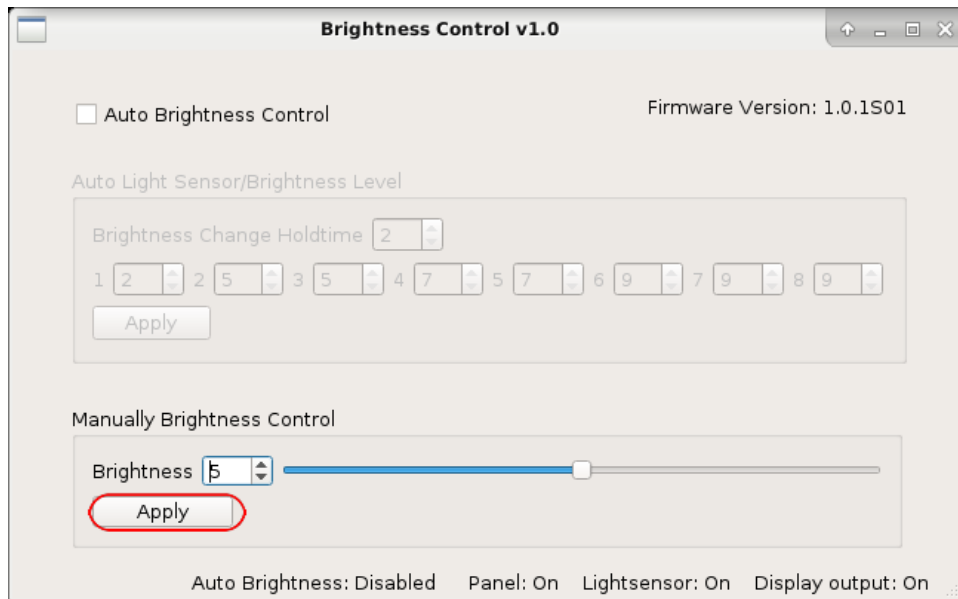 Brightness Control v1.0
Auto Brightness Control
Firmware Version: 1.0.1S01
Auto Light Sensor/Brightness Level
Brightness Change Holdtime 2
1 2 2 5 3 5 4 7 5 7 6 9 7 9 8 9
Apply
Manually Brightness Control
Brightness 5
Apply
Auto Brightness: Disabled Panel: On Lightsensor: On Display output: On